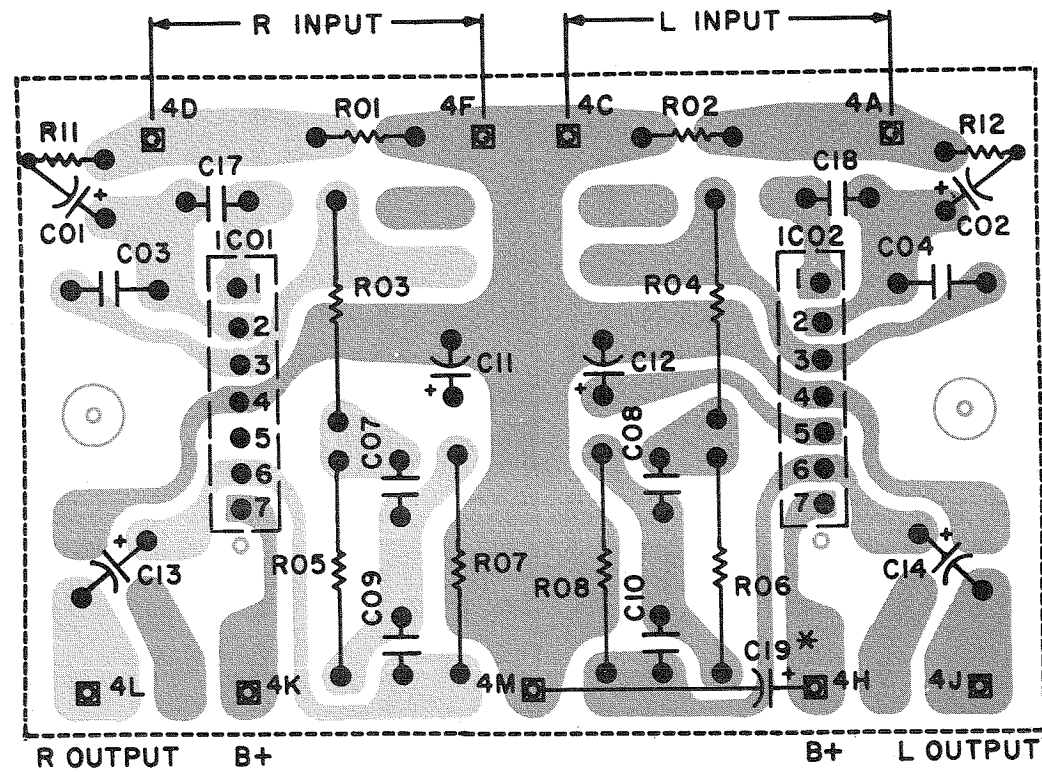 R INPUT L INPUT
4D R01 4F 4C R02 4A
R11 R12
C17 C18
+ +
C01 C02
IC01 IC02
C03 C04
1 1
R03 R04
2 2
3 3
C11 C12
+ +
4 4
C07 C08
5 5
6 6
7 7
+ +
C13 R05 R07 R08 R06 C14
C09 C10
C19*
+
4L 4K 4M 4H 4J
R OUTPUT B+ B+ L OUTPUT